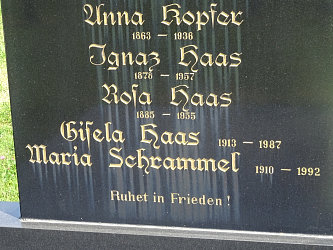 Anna Kopfer
1863 - 1936
Ignaz Haas
1878 - 1957
Rosa Haas
1885 - 1955
Gisela Haas 1913 - 1987
Maria Schrammel 1910 - 1992
Ruhet in Frieden!